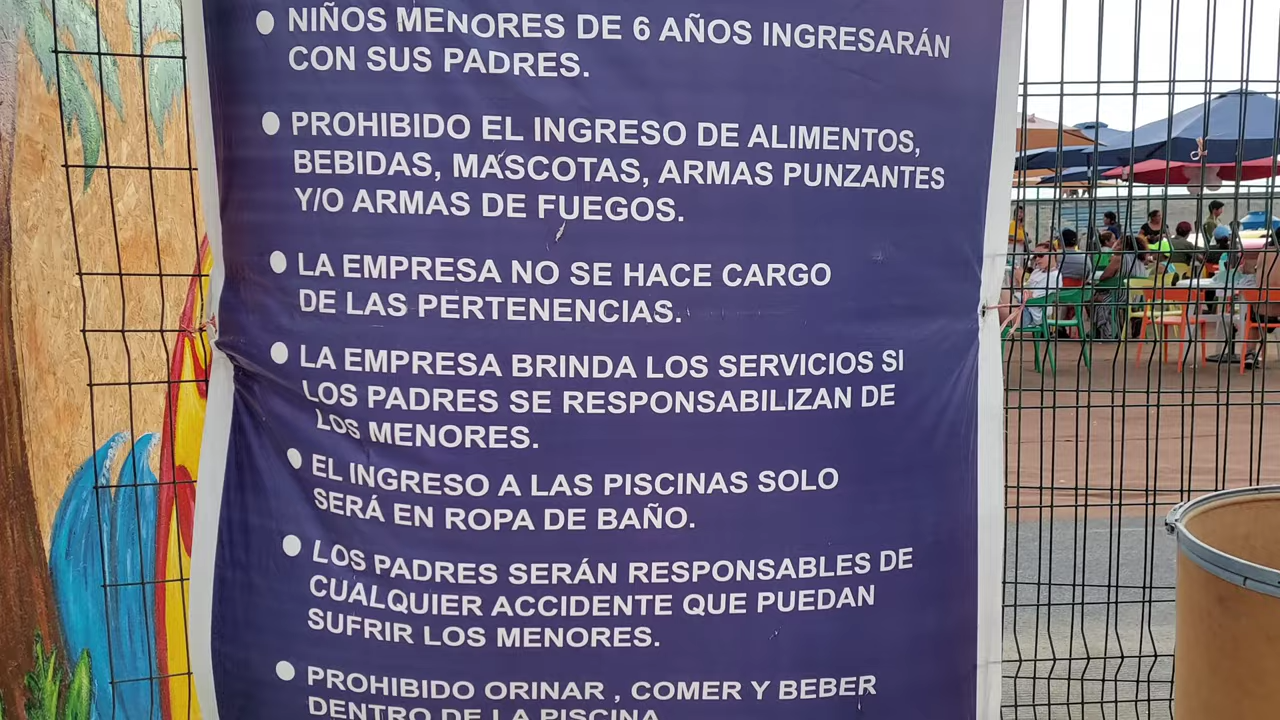 ● NIÑOS MENORES DE 6 AÑOS INGRESARÁN
CON SUS PADRES.
● PROHIBIDO EL INGRESO DE ALIMENTOS,
BEBIDAS, MASCOTAS, ARMAS PUNZANTES
Y/O ARMAS DE FUEGOS.
● LA EMPRESA NO SE HACE CARGO
DE LAS PERTENENCIAS.
● LA EMPRESA BRINDA LOS SERVICIOS SI
LOS PADRES SE RESPONSABILIZAN DE
LOS MENORES.
● EL INGRESO A LAS PISCINAS SOLO
SERÁ EN ROPA DE BAÑO.
● LOS PADRES SERÁN RESPONSABLES DE
CUALQUIER ACCIDENTE QUE PUEDAN
SUFRIR LOS MENORES.
● PROHIBIDO ORINAR , COMER Y BEBER
DENTRO DE LA PISCINA